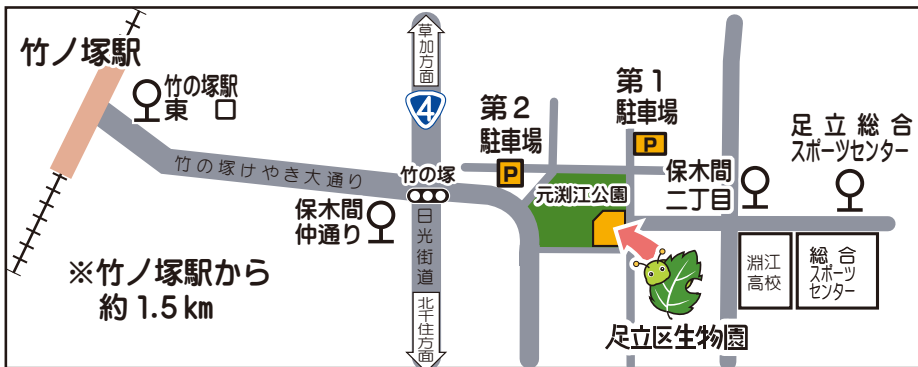 竹ノ塚駅
竹の塚駅
東 口
草加方面
4
第2
駐車場
P
第1
駐車場
P
足立総合
スポーツセンター
竹の塚けやき大通り
竹の塚
元渕江公園
保木間
二丁目
保木間
仲通り
日光街道
※竹ノ塚駅から
約1.5km
北千住方面
淵江
高校
総合
スポーツ
センター
足立区生物園